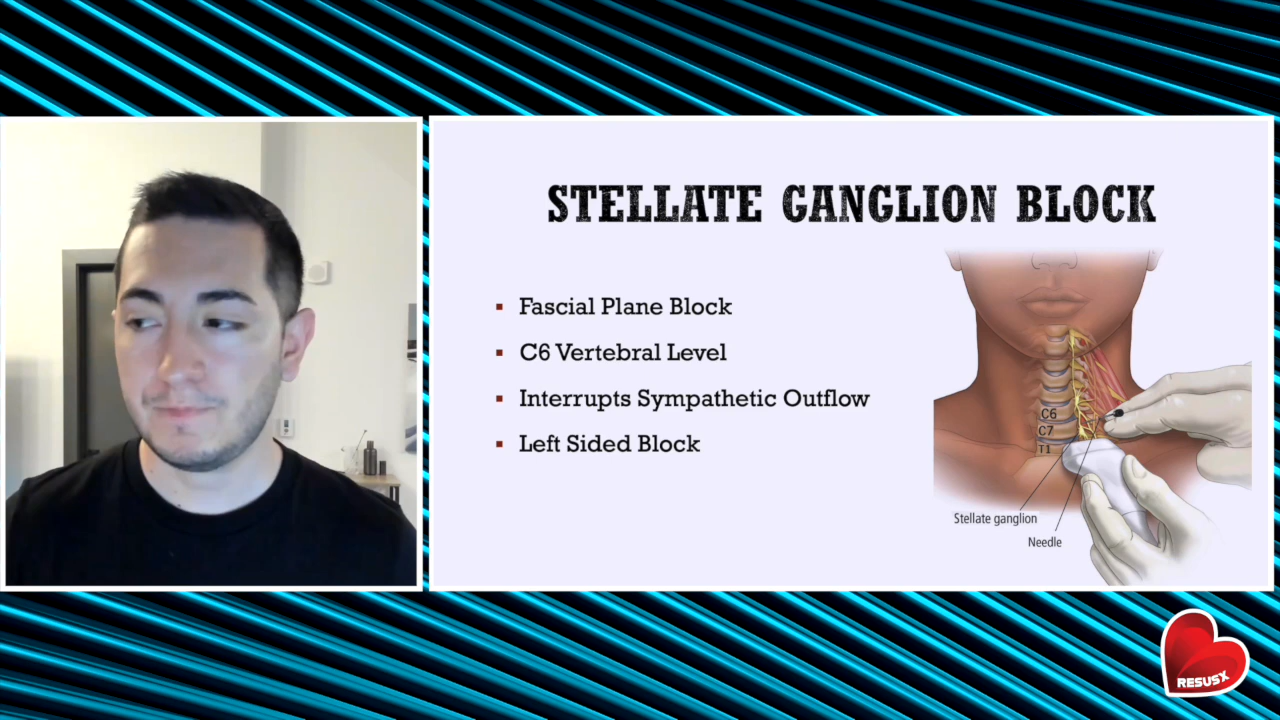 STELLATE GANGLION BLOCK
Fascial Plane Block
C6 Vertebral Level
Interrupts Sympathetic Outflow
Left Sided Block
C6
C7
T1
Stellate ganglion
Needle
RESUSX